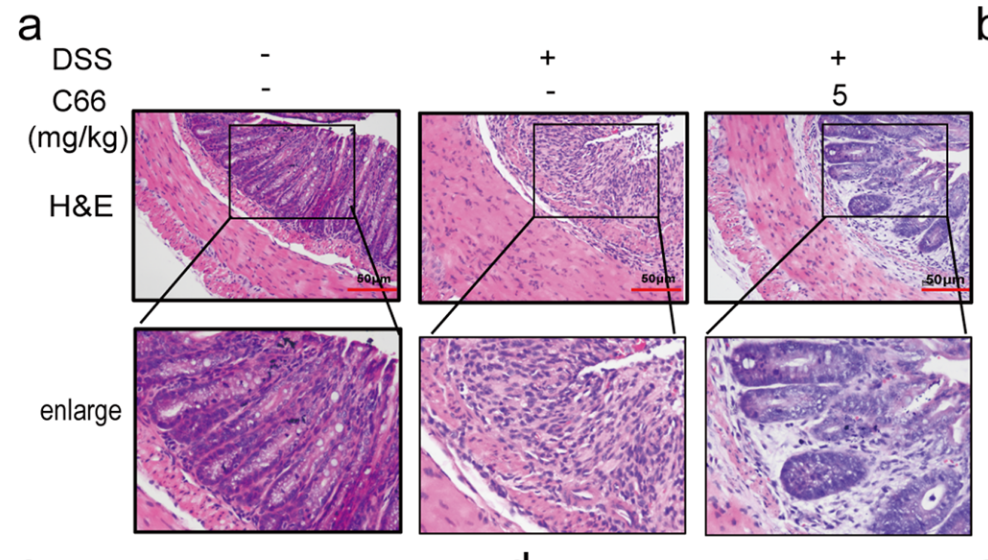 a
DSS - + +
C66 - - 5
(mg/kg)
H&E
50μm 50μm 50μm
enlarge